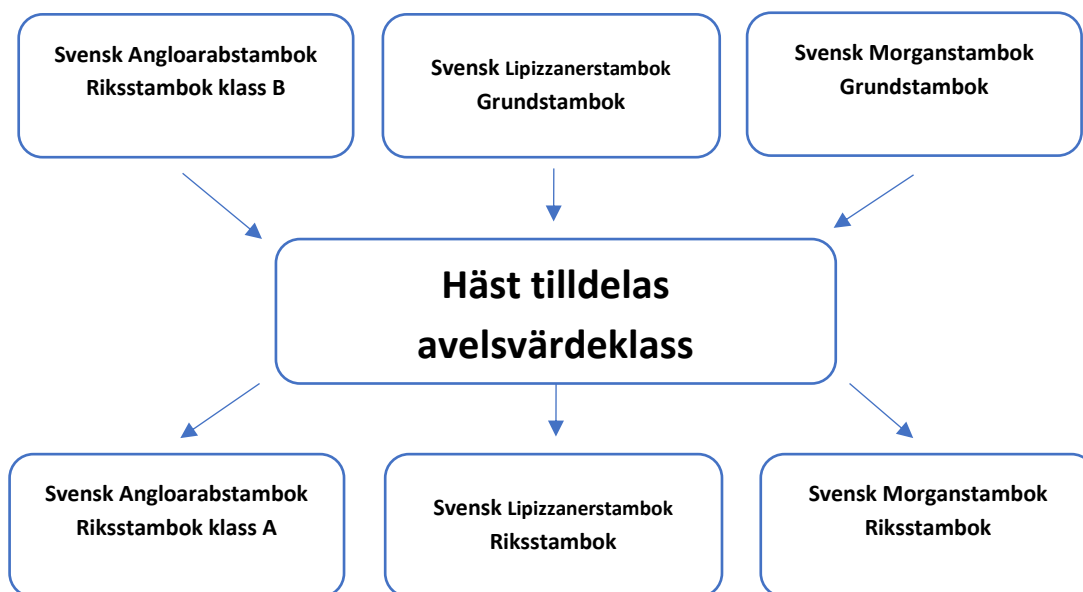 Svensk Angloarabstambok
Riksstambok klass B
Svensk Lipizzanerstambok
Grundstambok
Svensk Morganstambok
Grundstambok
Häst tilldelas
avelsvärdeklass
Svensk Angloarabstambok
Riksstambok klass A
Svensk Lipizzanerstambok
Riksstambok
Svensk Morganstambok
Riksstambok